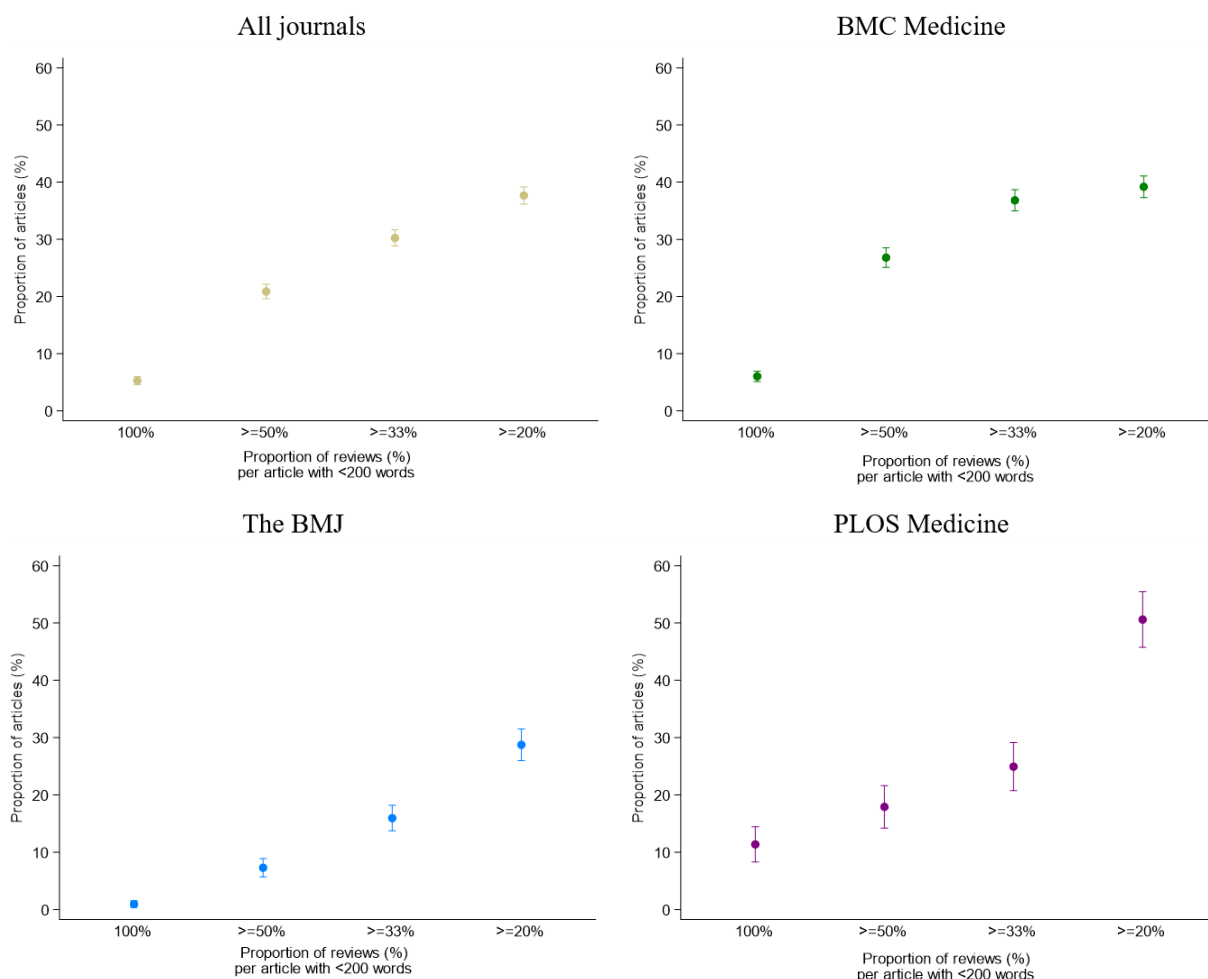 All journals
60
50
40
30
20
10
0
Proportion of articles (%)
100% >=50% >=33% >=20%
Proportion of reviews (%)
per article with <200 words
BMC Medicine
60
50
40
30
20
10
0
Proportion of articles (%)
100% >=50% >=33% >=20%
Proportion of reviews (%)
per article with <200 words
The BMJ
60
50
40
30
20
10
0
Proportion of articles (%)
100% >=50% >=33% >=20%
Proportion of reviews (%)
per article with <200 words
PLOS Medicine
60
50
40
30
20
10
0
Proportion of articles (%)
100% >=50% >=33% >=20%
Proportion of reviews (%)
per article with <200 words